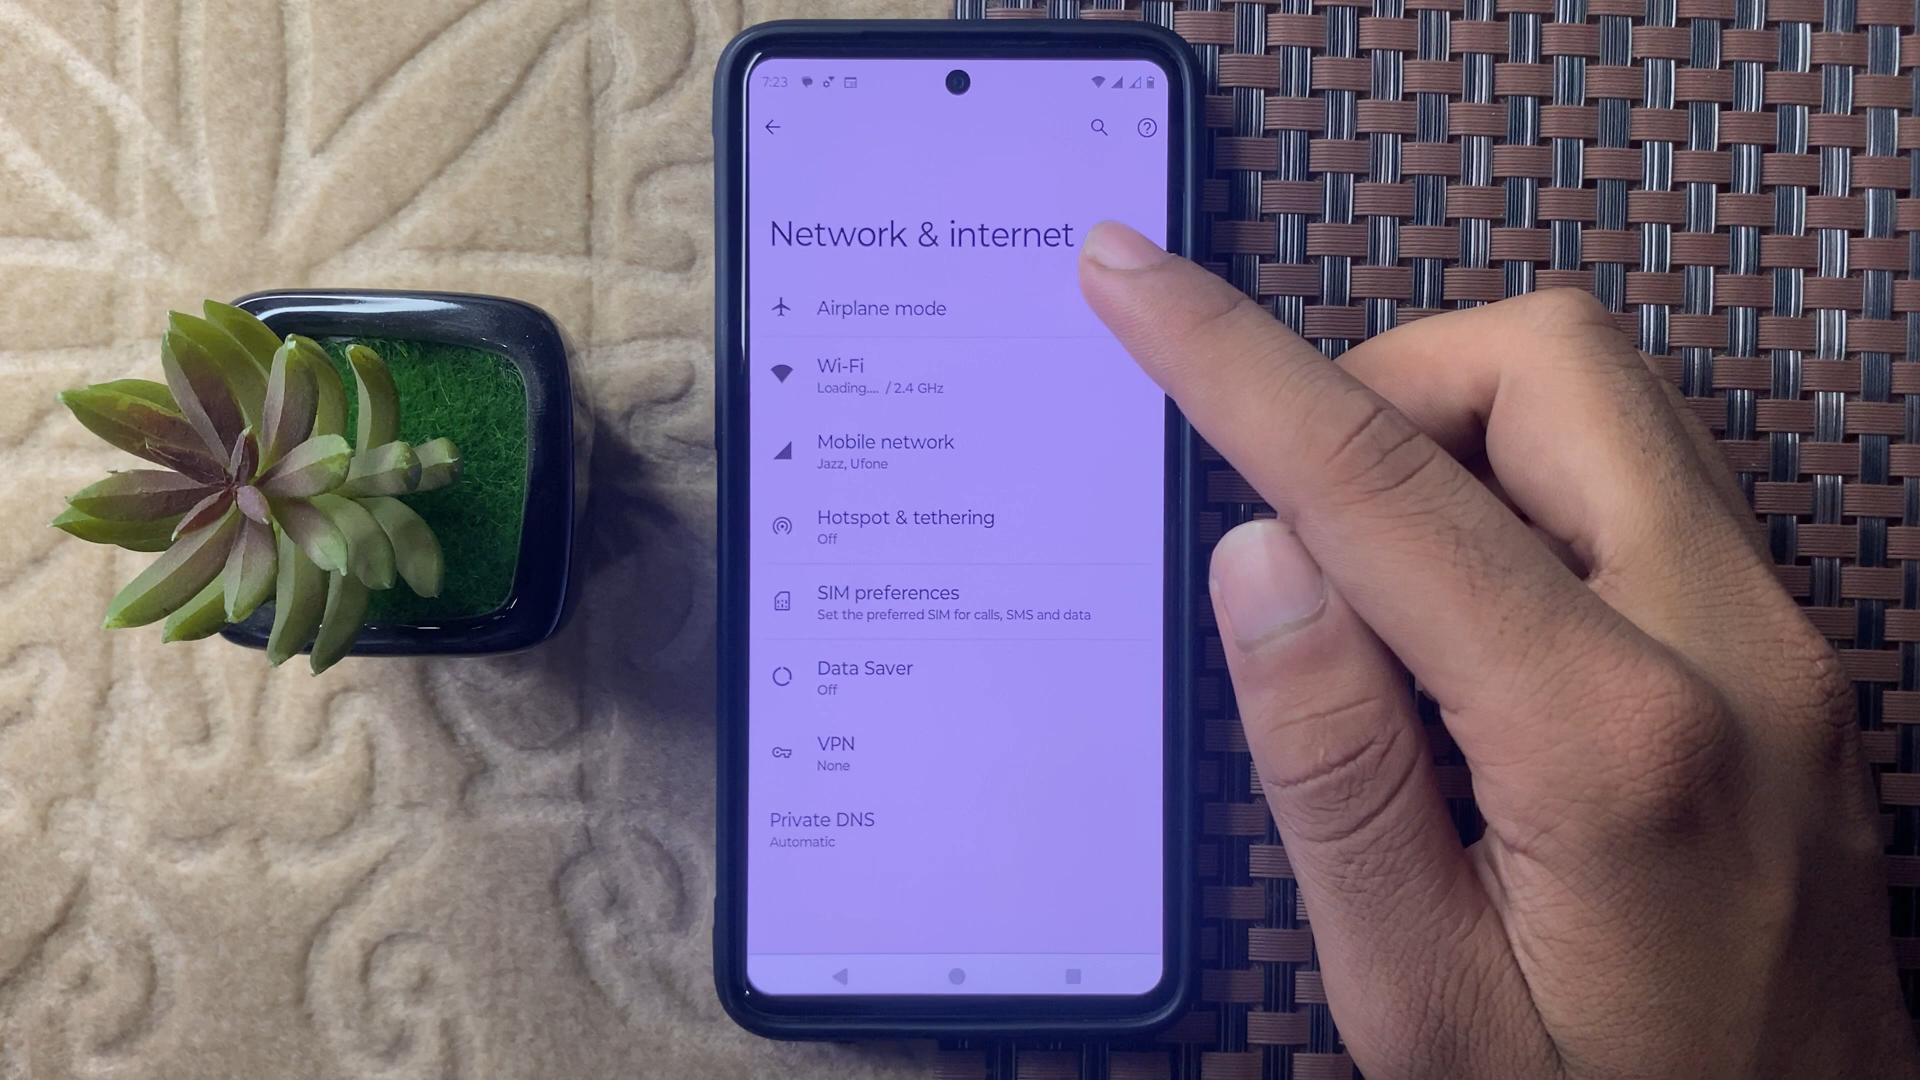 7:23
Network & internet
Airplane mode
Wi-Fi
Loading.... / 2.4 GHz
Mobile network
Jazz, Ufone
Hotspot & tethering
Off
SIM preferences
Set the preferred SIM for calls, SMS and data
Data Saver
Off
VPN
None
Private DNS
Automatic